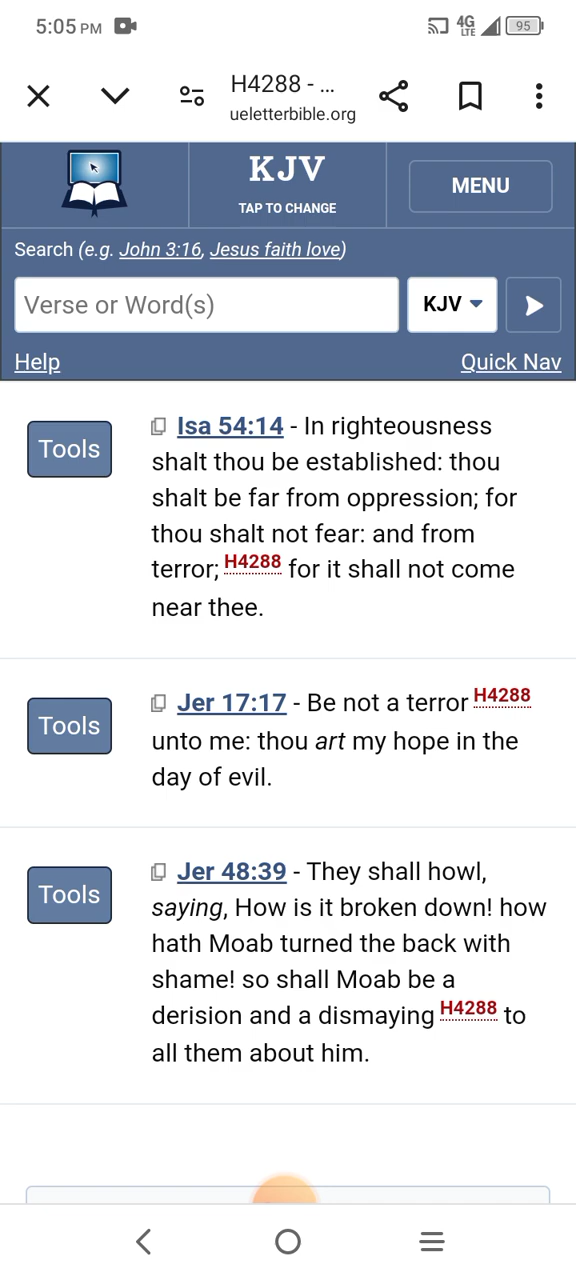 5:05 PM 4G LTE 95
H4288 - ...
ueletterbible.org
KJV
TAP TO CHANGE
MENU
Search (e.g. John 3:16, Jesus faith love)
Verse or Word(s) KJV
Help Quick Nav
Tools
Isa 54:14 - In righteousness
shalt thou be established: thou
shalt be far from oppression; for
thou shalt not fear: and from
terror; H4288 for it shall not come
near thee.
Tools
Jer 17:17 - Be not a terror H4288
unto me: thou art my hope in the
day of evil.
Tools
Jer 48:39 - They shall howl,
saying, How is it broken down! how
hath Moab turned the back with
shame! so shall Moab be a
derision and a dismaying H4288 to
all them about him.